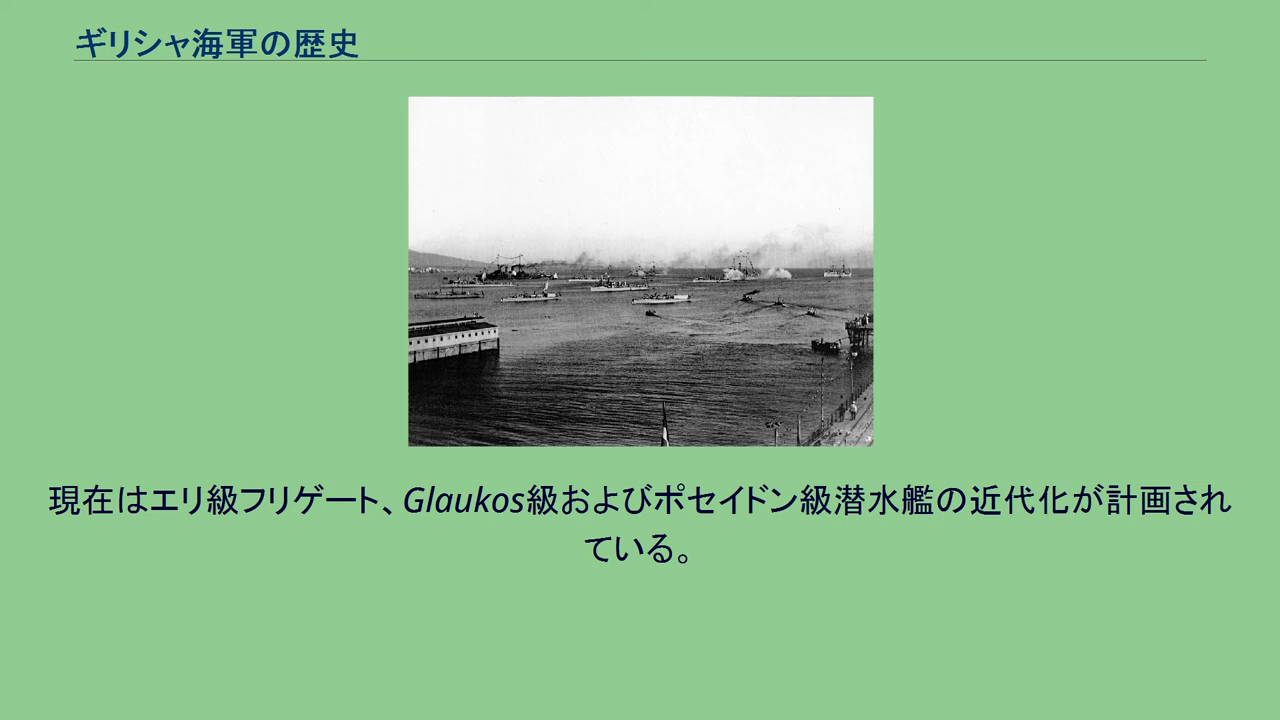 ギリシャ海軍の歴史
現在はエリ級フリゲート、Glaukos級およびポセイドン級潜水艦の近代化が計画され
ている。